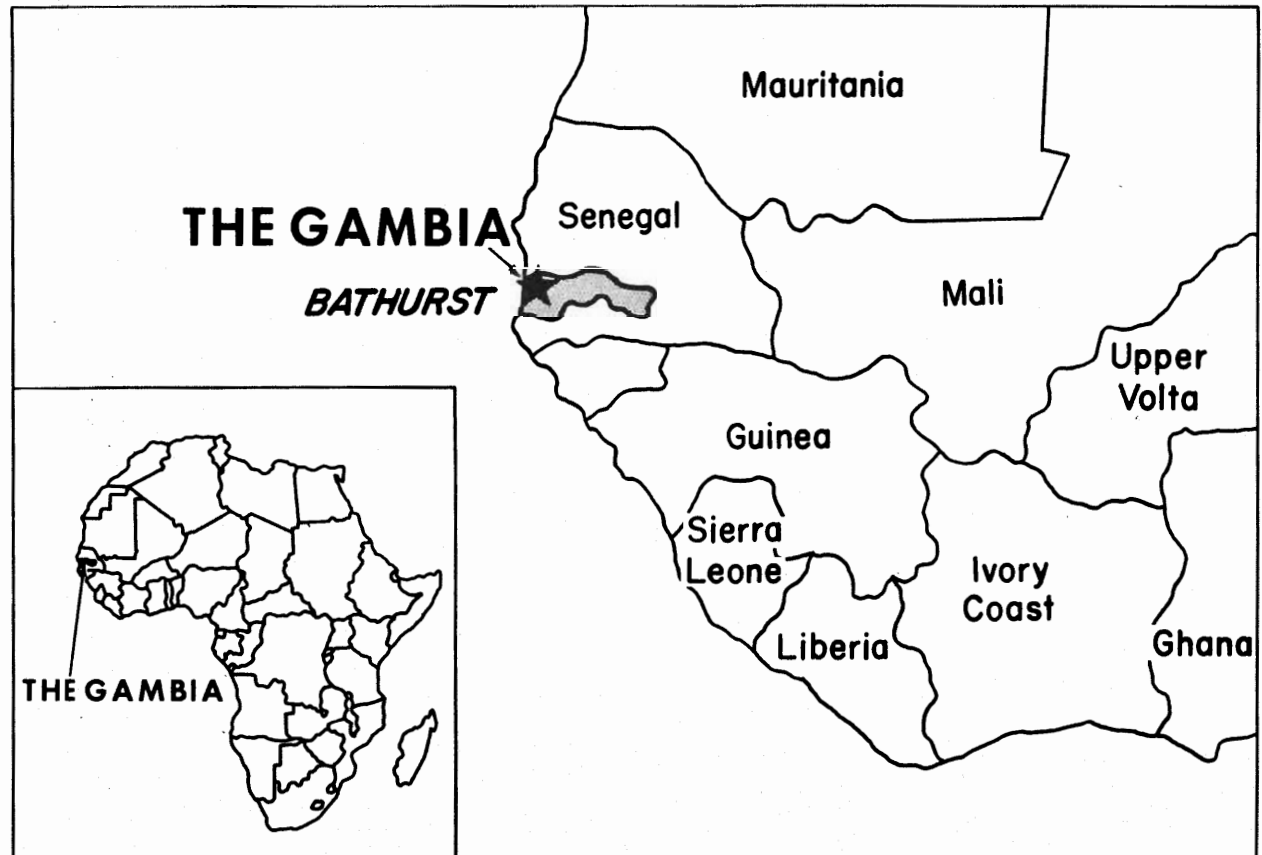 Mauritania
THE GAMBIA
Senegal
BATHURST
Mali
Upper
Volta
Guinea
Sierra
Leone
Ivory
Coast
Liberia
Ghana
THE GAMBIA